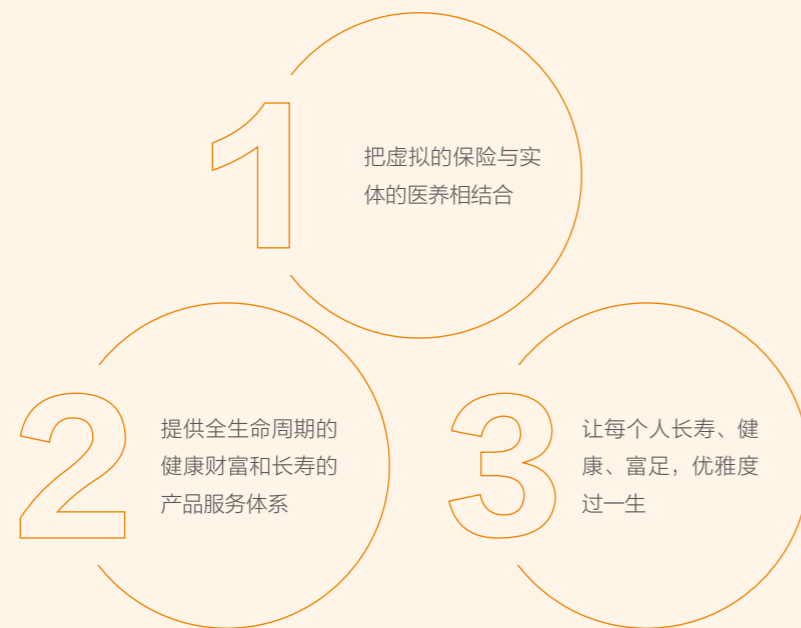 1
把虚拟的保险与实
体的医养相结合
2
提供全生命周期的
健康财富和长寿的
产品服务体系
3
让每个人长寿、健
康、富足，优雅度
过一生